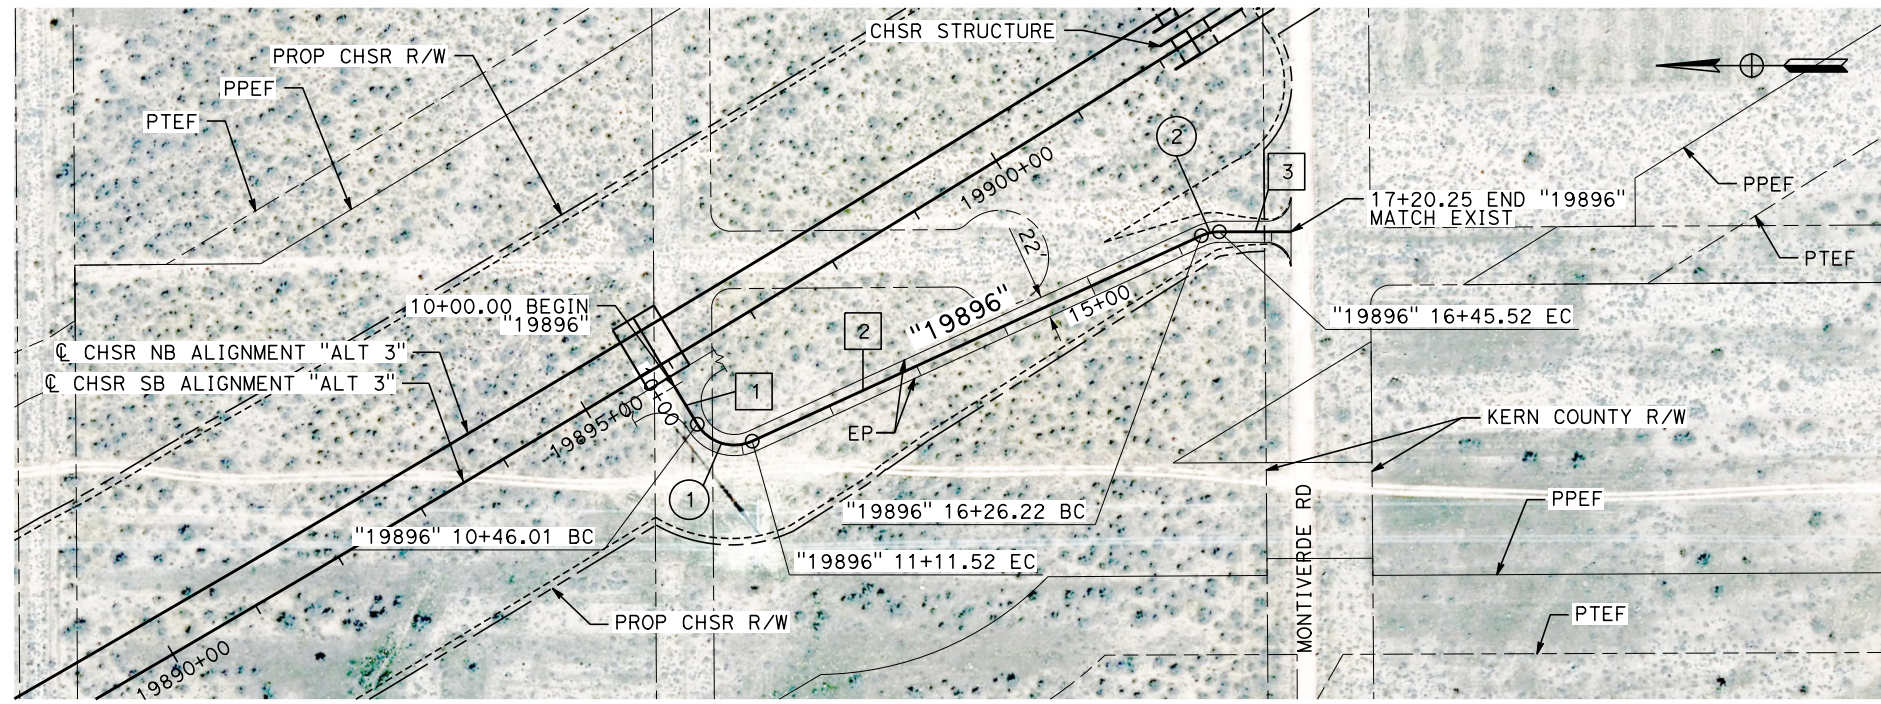 CHSR STRUCTURE
PROP CHSR R/W
PPEF
PTEF
2
19900+00
3
17+20.25 END "19896"
MATCH EXIST
PPEF
PTEF
22'
10+00.00 BEGIN
"19896"
"19896"
15+00
"19896" 16+45.52 EC
2
℄ CHSR NB ALIGNMENT "ALT 3"
℄ CHSR SB ALIGNMENT "ALT 3"
10+00
1
19895+00
EP
KERN COUNTY R/W
1
"19896" 16+26.22 BC
PPEF
"19896" 10+46.01 BC
"19896" 11+11.52 EC
MONTIVERDE RD
PROP CHSR R/W
PTEF
19890+00